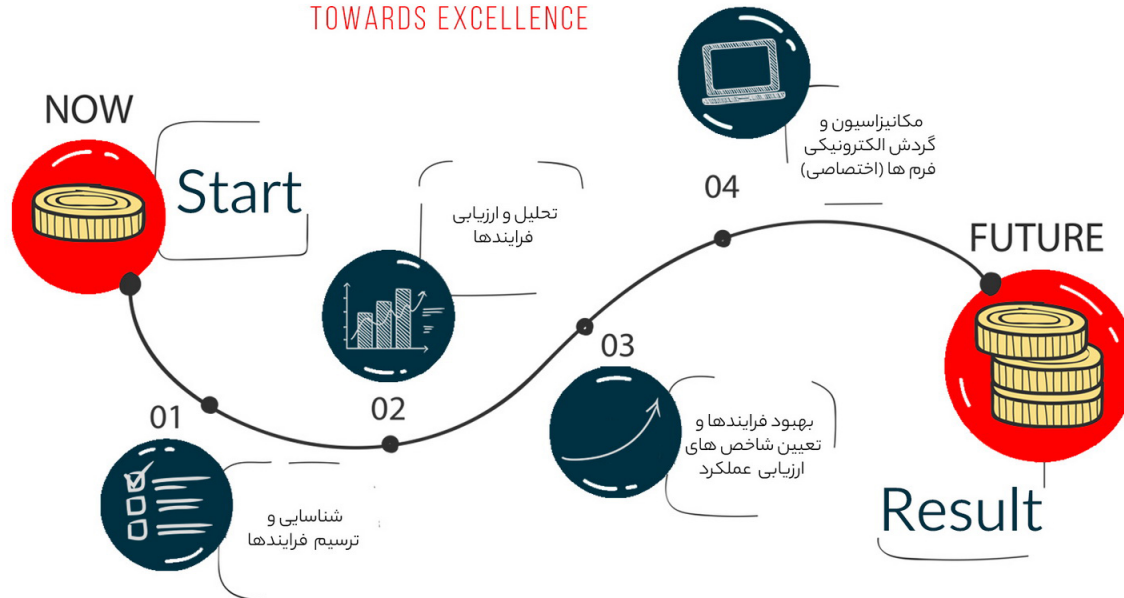 TOWARDS EXCELLENCE
NOW
Start
01
شناسایی و
ترسیم فرایندها
02
تحلیل و ارزیابی
فرایندها
03
بهبود فرایندها و
تعیین شاخص های
ارزیابی عملکرد
04
مکانیزاسیون و
گردش الکترونیکی
فرم ها (اختصاصی)
FUTURE
Result